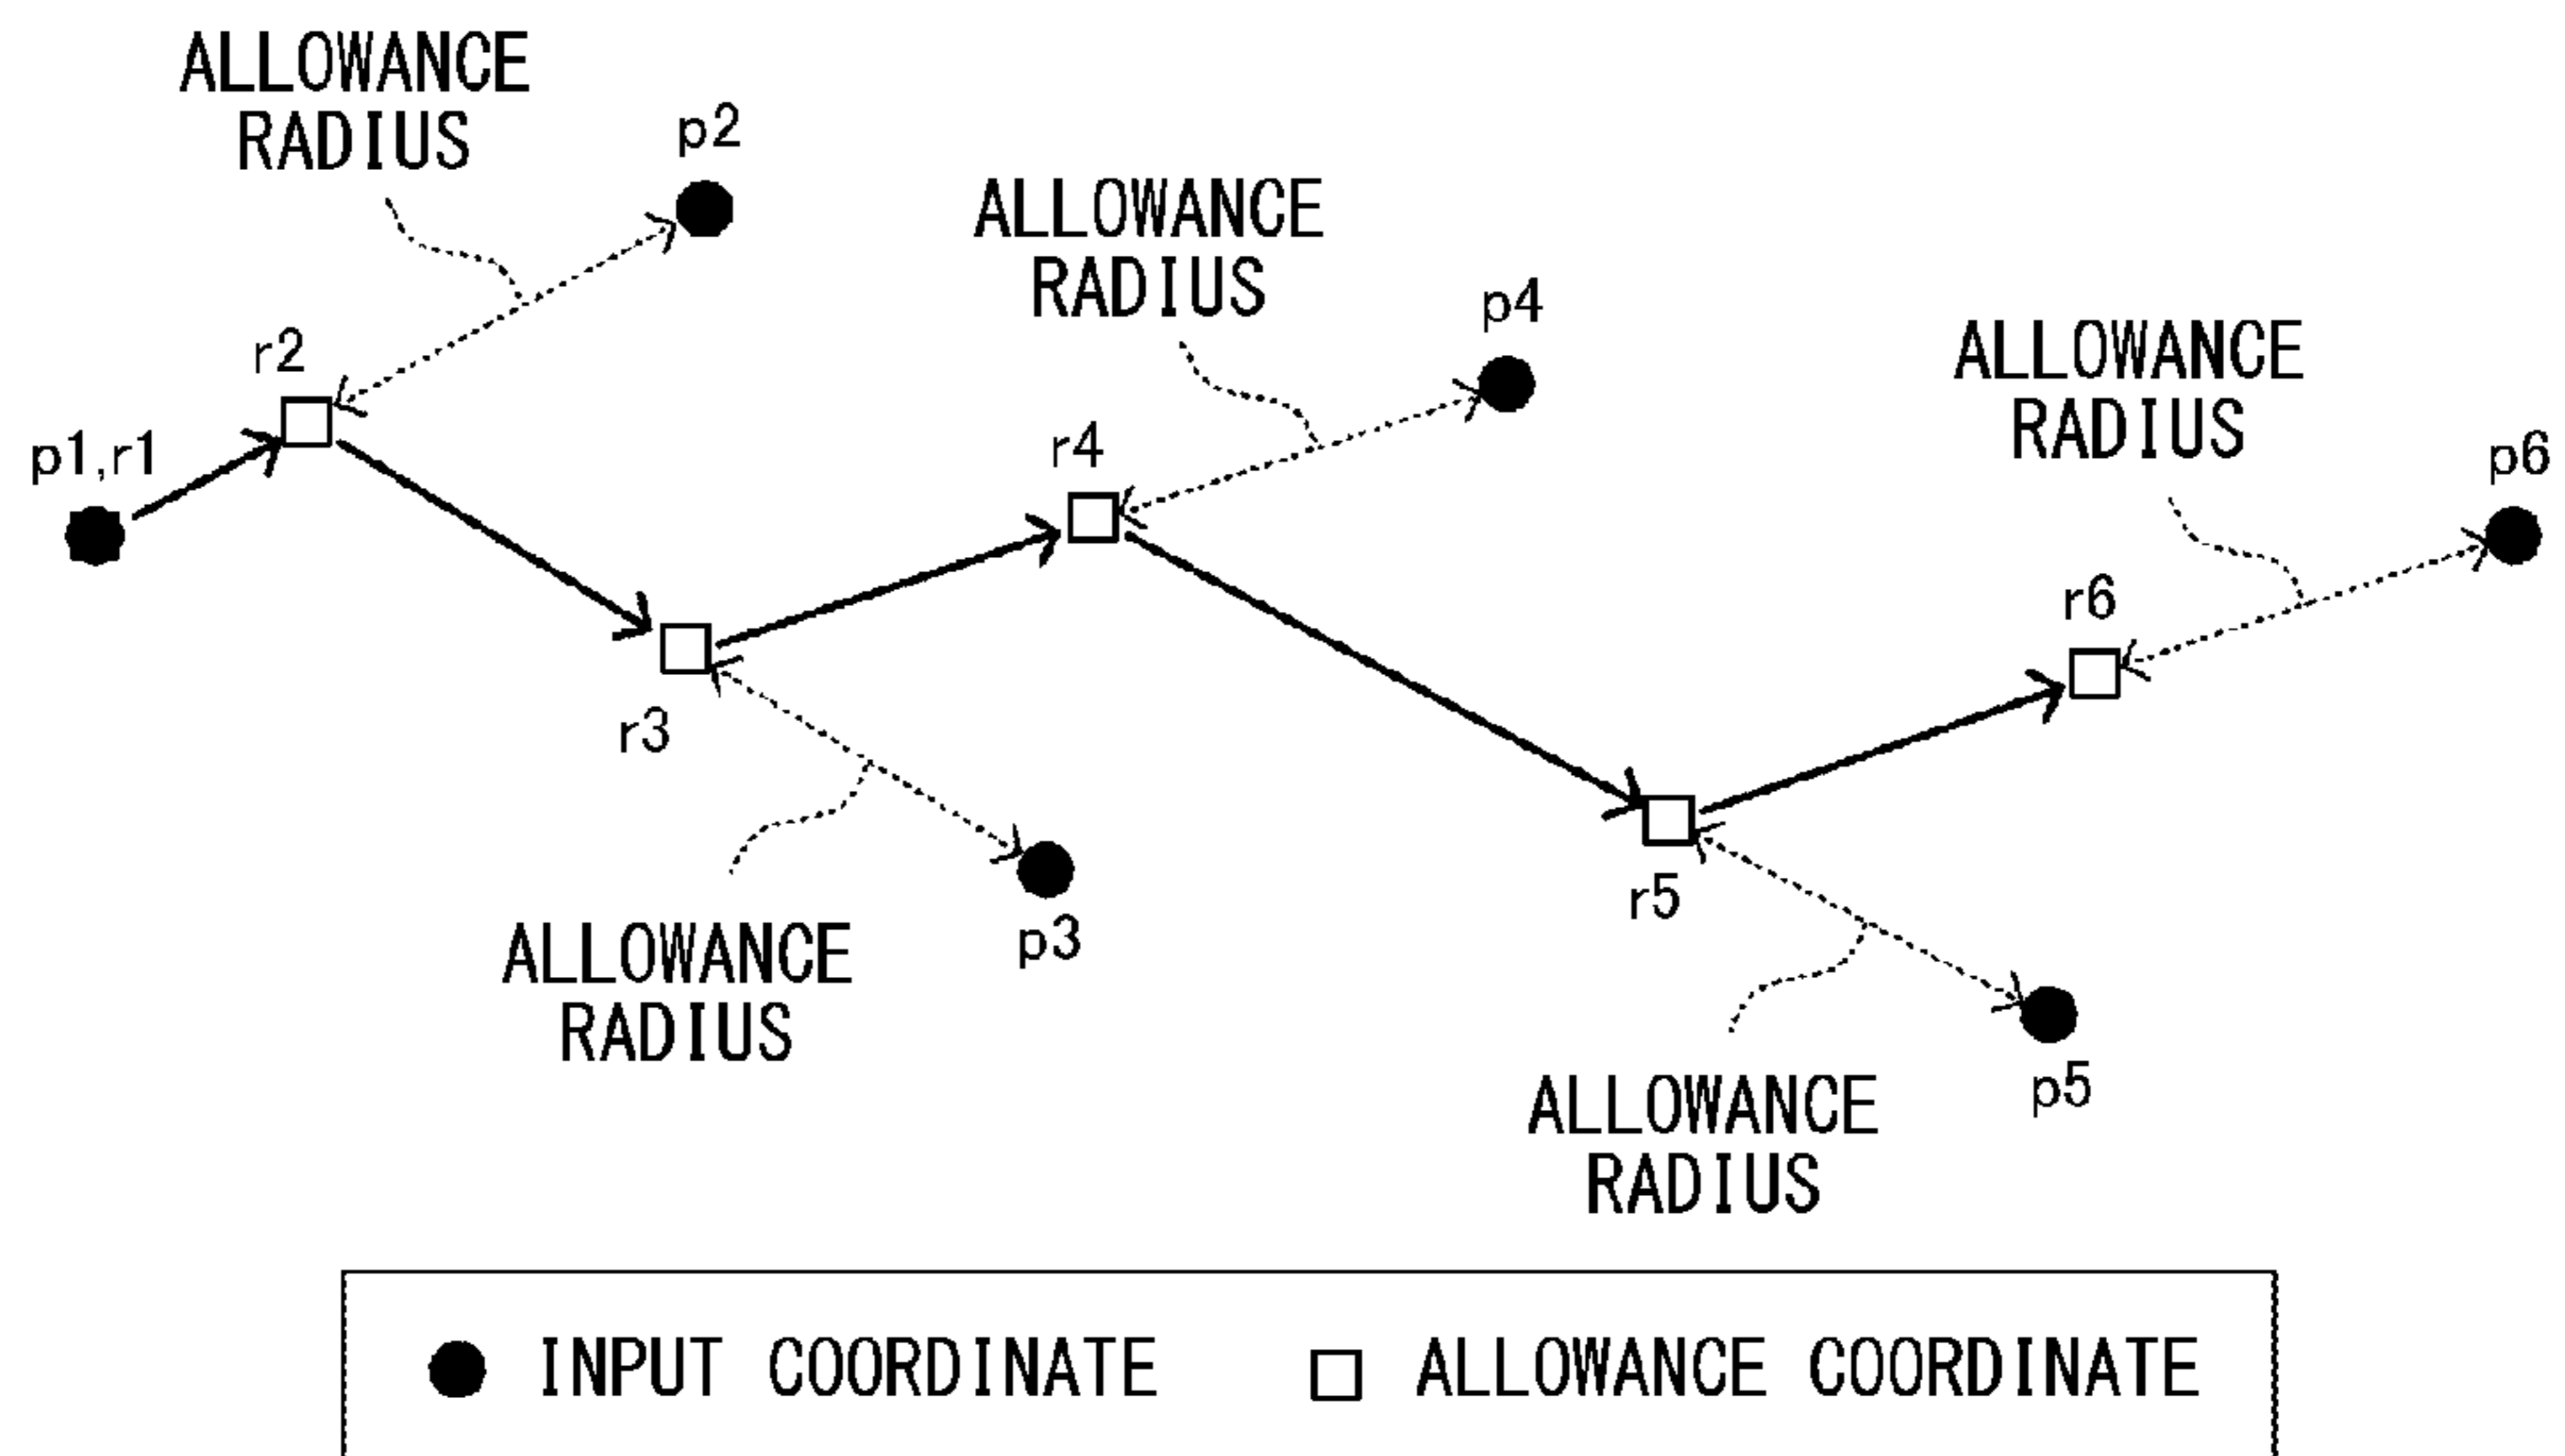 ALLOWANCE
RADIUS
p2
ALLOWANCE
RADIUS
p4
r2
ALLOWANCE
RADIUS
p1,r1
r4
p6
r6
r3
ALLOWANCE
RADIUS
p3
r5
ALLOWANCE
RADIUS
p5
INPUT COORDINATE
ALLOWANCE COORDINATE